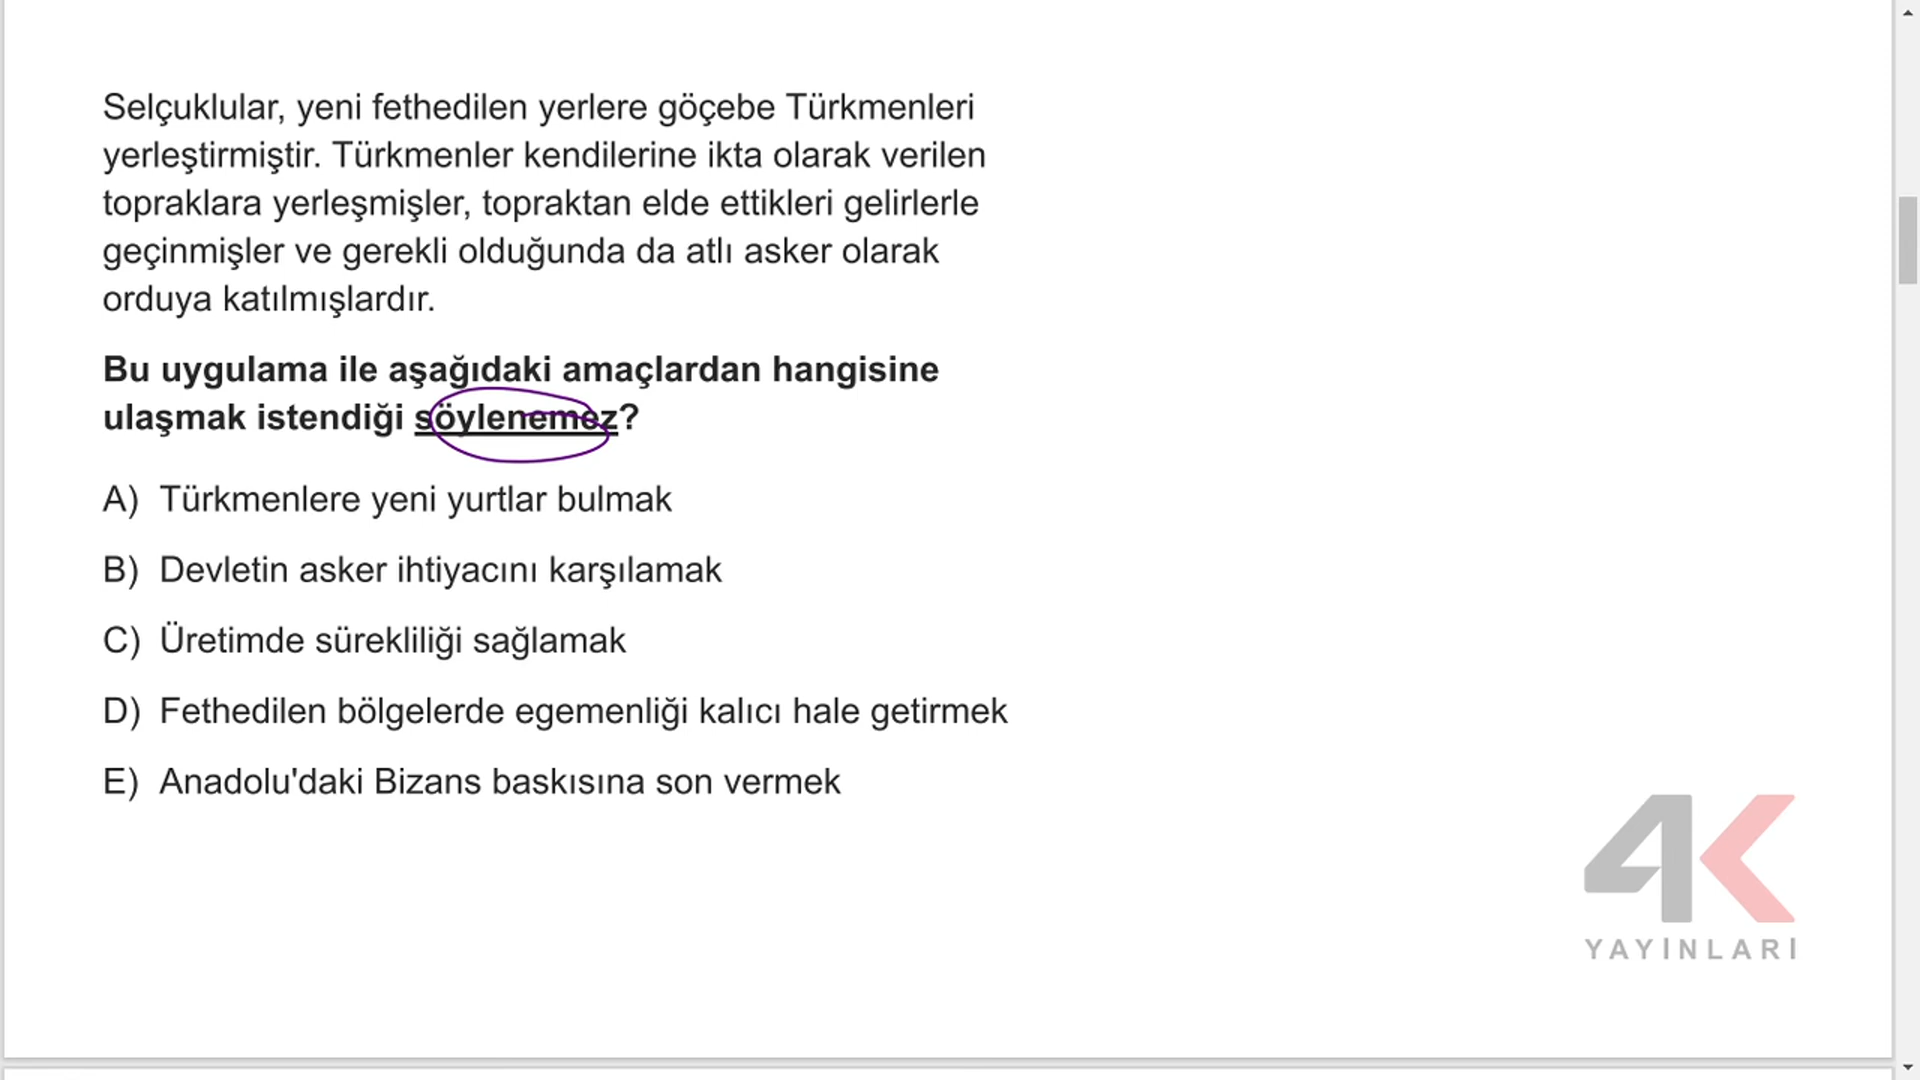 Selçuklular, yeni fethedilen yerlere göçebe Türkmenleri
yerleştirmiştir. Türkmenler kendilerine ikta olarak verilen
topraklara yerleşmişler, topraktan elde ettikleri gelirlerle
geçinmişler ve gerekli olduğunda da atlı asker olarak
orduya katılmışlardır.
Bu uygulama ile aşağıdaki amaçlardan hangisine
ulaşmak istendiği söylenemez?
A) Türkmenlere yeni yurtlar bulmak
B) Devletin asker ihtiyacını karşılamak
C) Üretimde sürekliliği sağlamak
D) Fethedilen bölgelerde egemenliği kalıcı hale getirmek
E) Anadolu'daki Bizans baskısına son vermek
4K
YAYINLARI